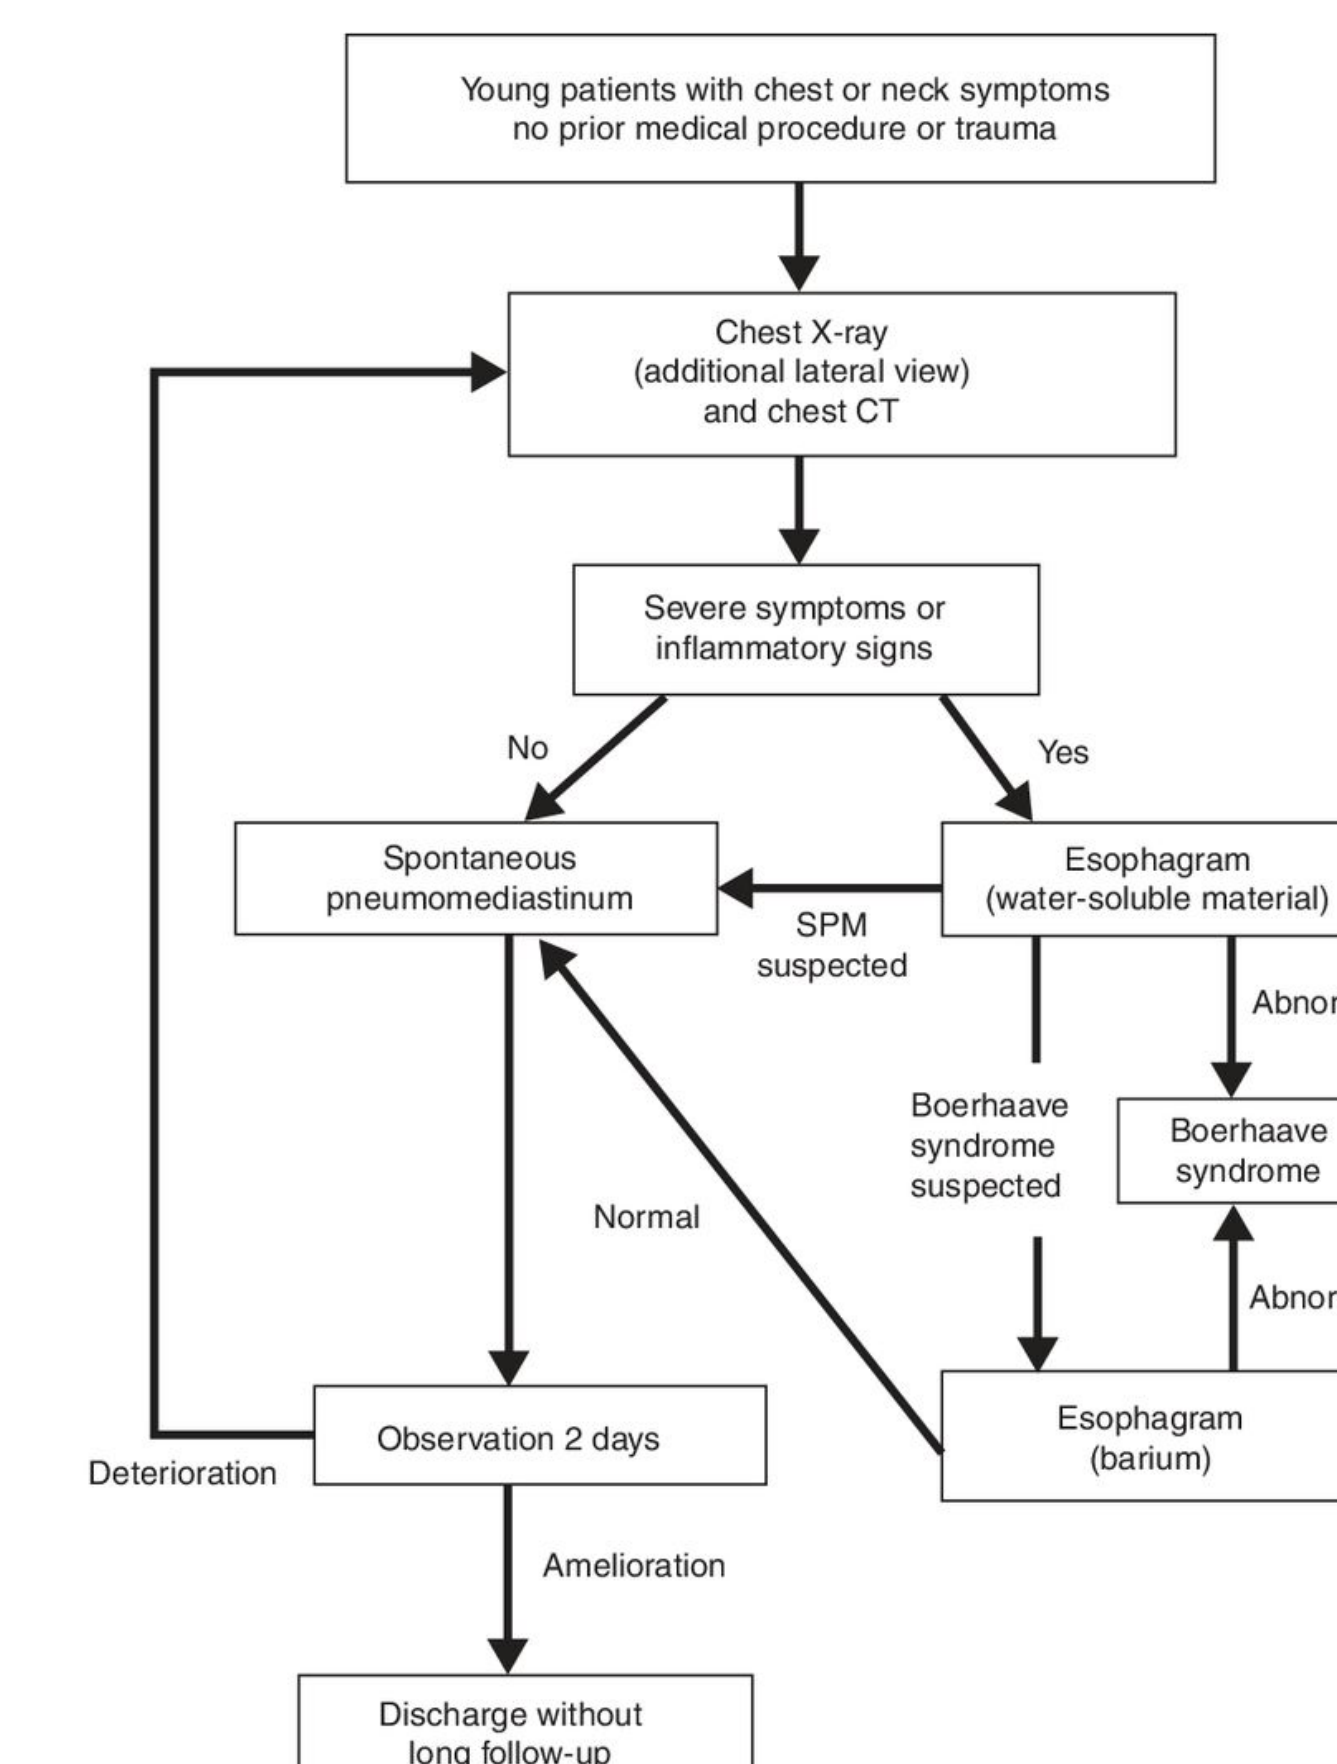 Young patients with chest or neck symptoms
no prior medical procedure or trauma
Chest X-ray
(additional lateral view)
and chest CT
Severe symptoms or
inflammatory signs
No
Yes
Spontaneous
pneumomediastinum
Esophagram
(water-soluble material)
SPM
suspected
Abnor
Boerhaave
syndrome
suspected
Boerhaave
syndrome
Normal
Abnor
Esophagram
(barium)
Observation 2 days
Deterioration
Amelioration
Discharge without
long follow-up